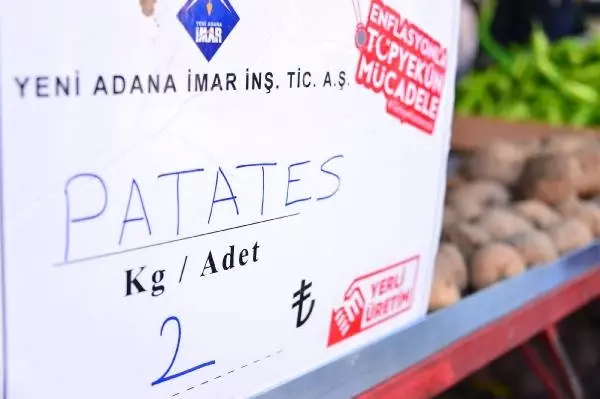 YENİ ADANA
İMAR
YENİ ADANA İMAR İNŞ. TİC. A.Ş.
ENFLASYONLA
TOPYEKÜN
MÜCADELE
PATATES
Kg / Adet
2
₺
YERLİ
ÜRETİM